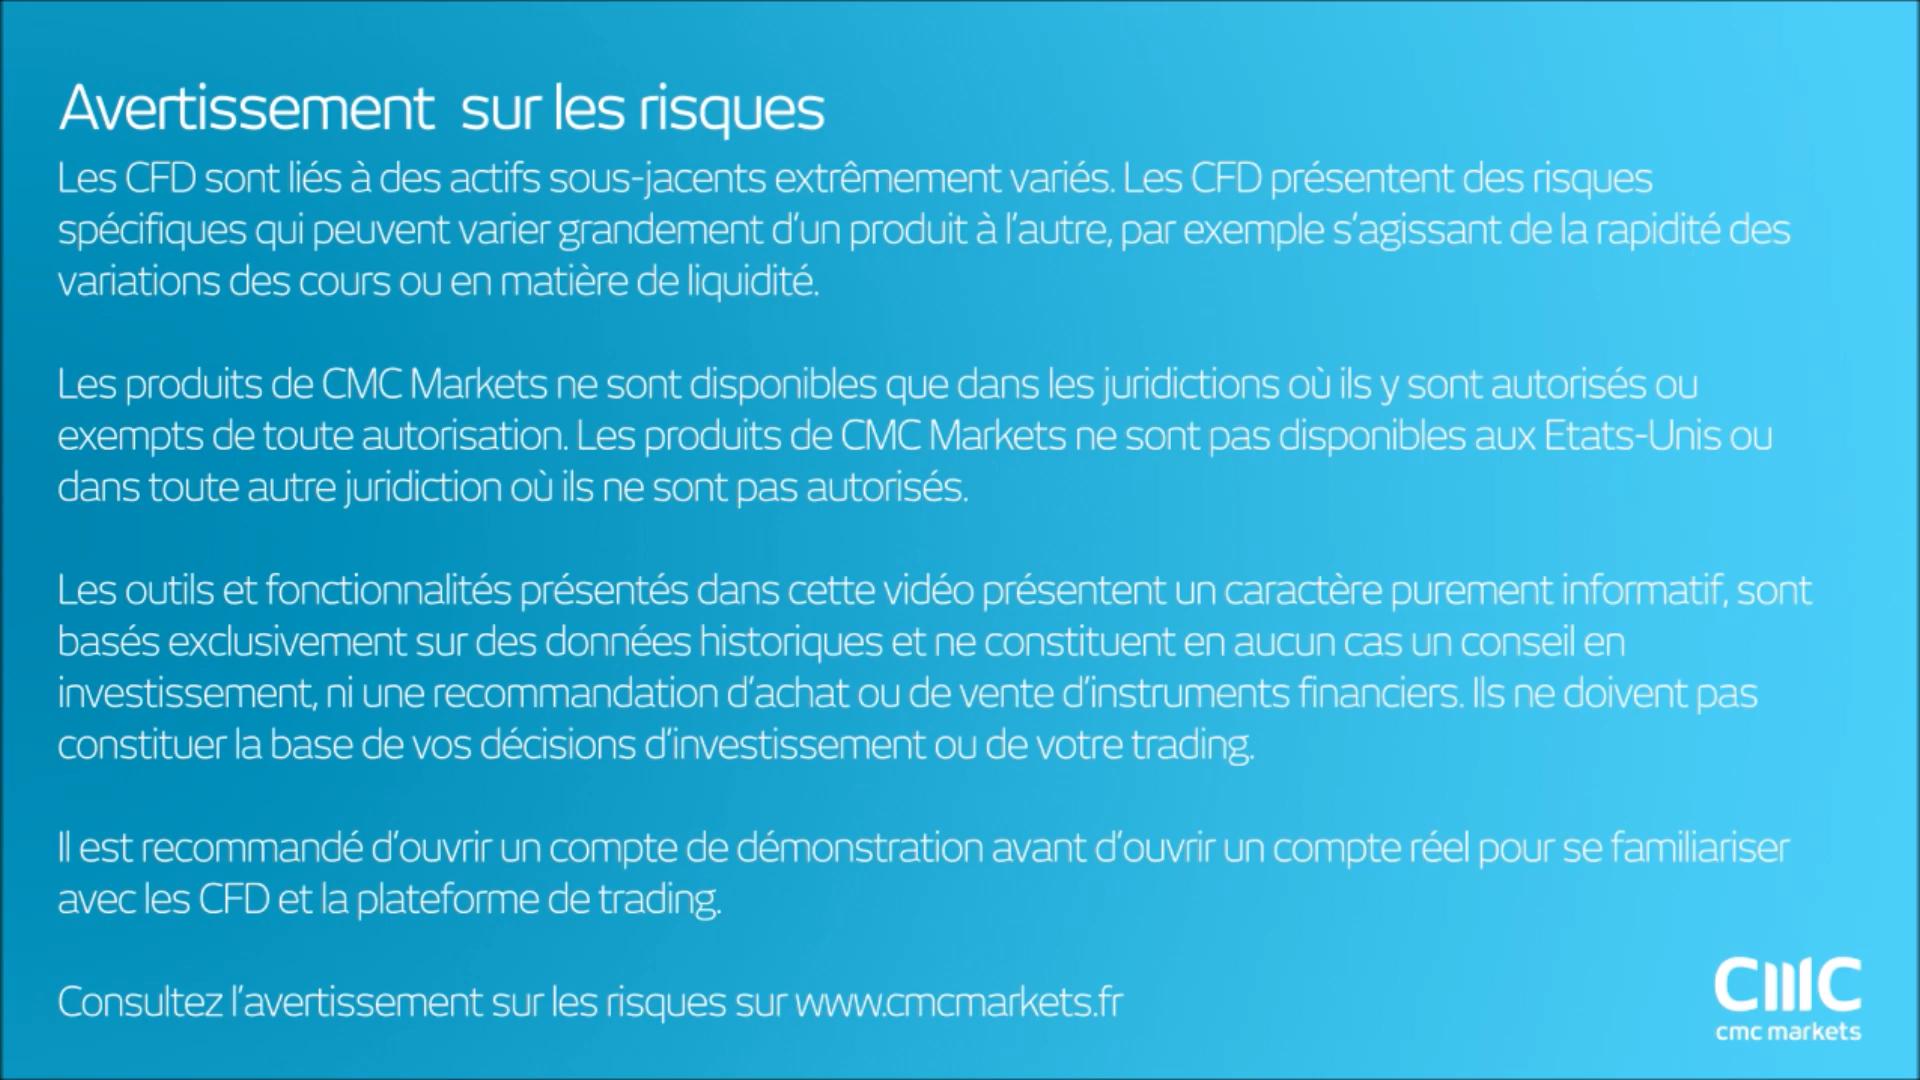 Avertissement sur les risques
Les CFD sont liés à des actifs sous-jacents extrêmement variés. Les CFD présentent des risques
spécifiques qui peuvent varier grandement d’un produit à l’autre, par exemple s’agissant de la rapidité des
variations des cours ou en matière de liquidité.
Les produits de CMC Markets ne sont disponibles que dans les juridictions où ils y sont autorisés ou
exempts de toute autorisation. Les produits de CMC Markets ne sont pas disponibles aux Etats-Unis ou
dans toute autre juridiction où ils ne sont pas autorisés.
Les outils et fonctionnalités présentés dans cette vidéo présentent un caractère purement informatif, sont
basés exclusivement sur des données historiques et ne constituent en aucun cas un conseil en
investissement, ni une recommandation d’achat ou de vente d’instruments financiers. Ils ne doivent pas
constituer la base de vos décisions d’investissement ou de votre trading.
Il est recommandé d’ouvrir un compte de démonstration avant d’ouvrir un compte réel pour se familiariser
avec les CFD et la plateforme de trading.
Consultez l’avertissement sur les risques sur www.cmcmarkets.fr
CMC
cmc markets